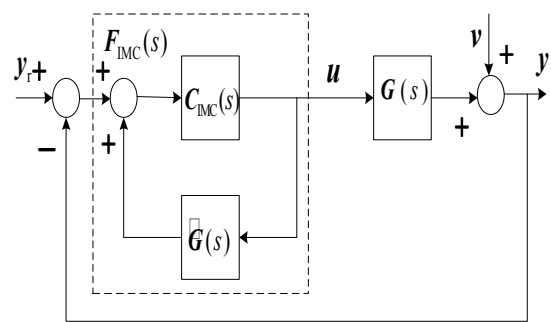 F_IMC(s)
v
y_r
+
+
C_IMC(s)
u
G(s)
+
y
−
+
+
G(s)